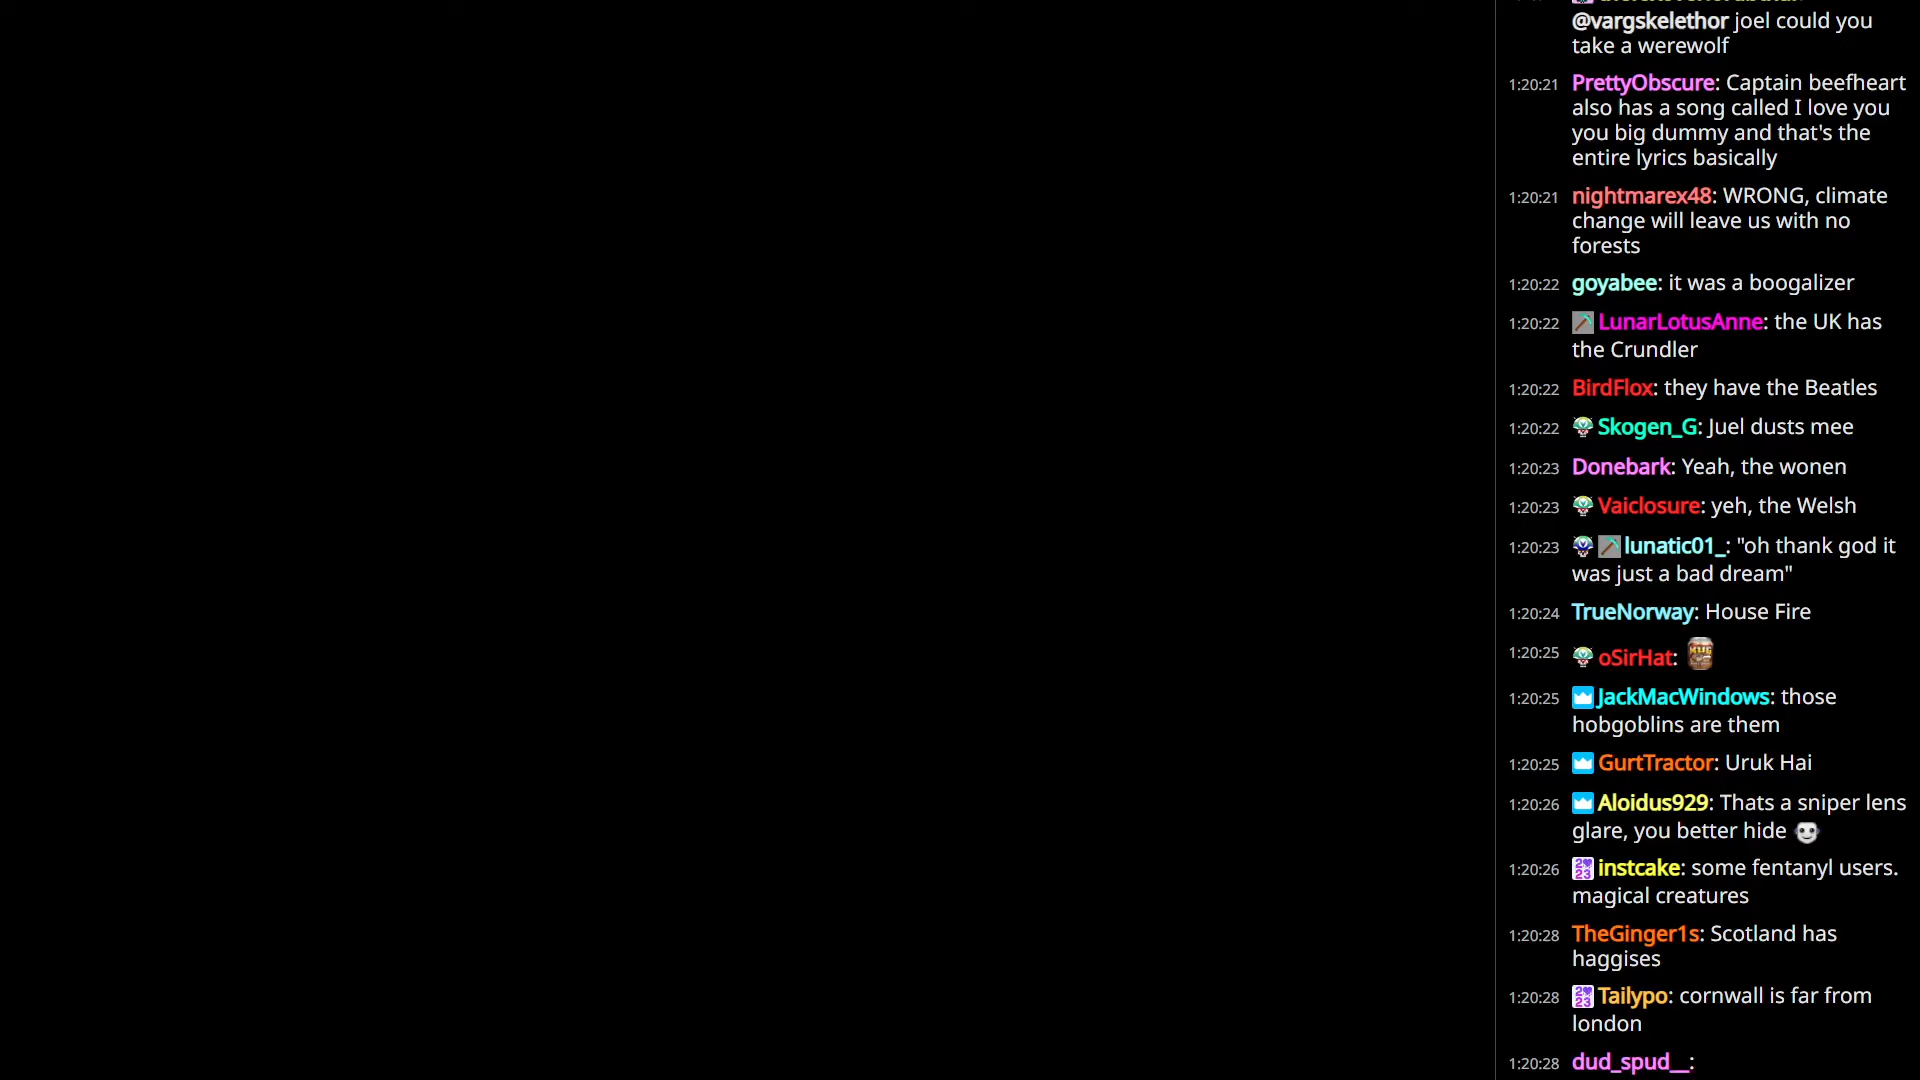 @vargskelethor joel could you
take a werewolf
1:20:21 PrettyObscure: Captain beefheart
also has a song called I love you
you big dummy and that's the
entire lyrics basically
1:20:21 nightmarex48: WRONG, climate
change will leave us with no
forests
1:20:22 goyabee: it was a boogalizer
1:20:22 LunarLotusAnne: the UK has
the Crundler
1:20:22 BirdFlox: they have the Beatles
1:20:22 Skogen_G: Juel dusts mee
1:20:23 Donebark: Yeah, the wonen
1:20:23 Vaiclosure: yeh, the Welsh
1:20:23 lunatic01_: "oh thank god it
was just a bad dream"
1:20:24 TrueNorway: House Fire
1:20:25 oSirHat: MUG
1:20:25 JackMacWindows: those
hobgoblins are them
1:20:25 GurtTractor: Uruk Hai
1:20:26 Aloidus929: Thats a sniper lens
glare, you better hide
1:20:26 instcake: some fentanyl users.
magical creatures
1:20:28 TheGinger1s: Scotland has
haggises
1:20:28 Tailypo: cornwall is far from
london
1:20:28 dud_spud__: